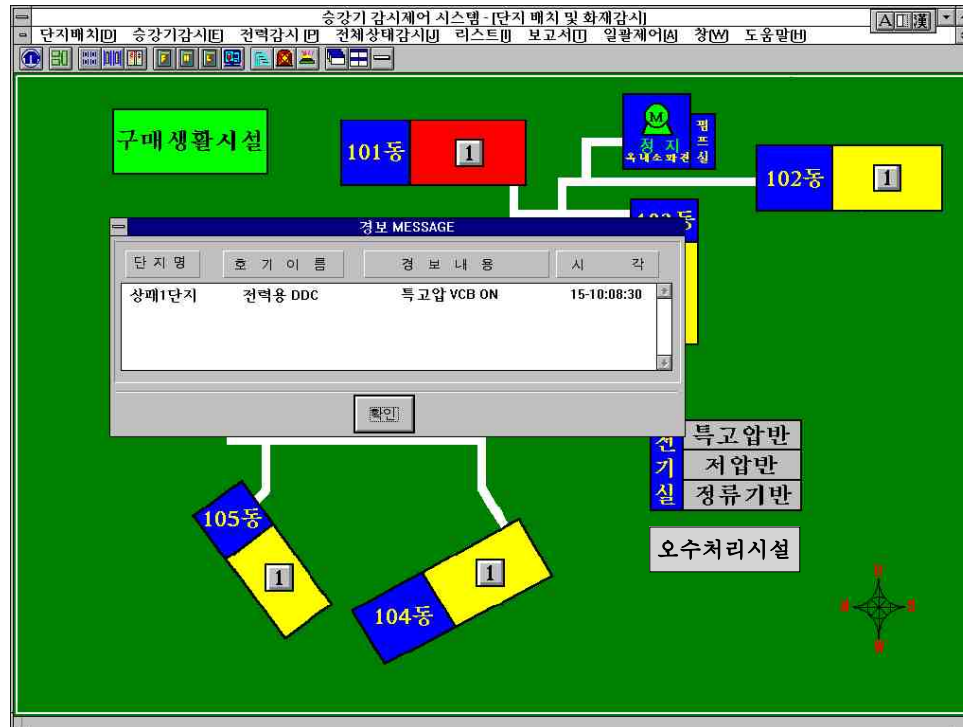 승강기 감시제어 시스템 - [단지 배치 및 화재감시]
A 漢
단지배치[D] 승강기감시[E] 전력감시[P] 전체상태감시[J] 리스트[I] 보고서[T] 일괄제어[A] 창[W] 도움말[H]
구매생활시설
101동 1
M
정지
옥내소화전
펌프실
102동 1
103동
경보 MESSAGE
단지명 호기이름 경보내용 시각
상패1단지 전력용 DDC 특고압 VCB ON 15-10:08:30
확인
전기실
특고압반
저압반
정류기반
오수처리시설
105동
1
104동 1